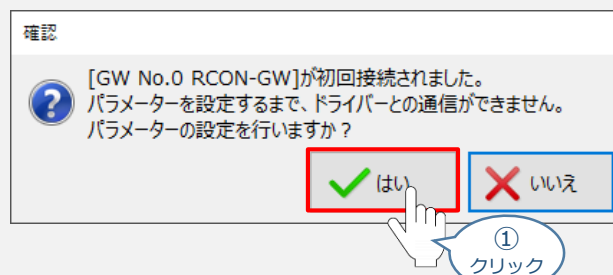 確認
[GW No.0 RCON-GW]が初回接続されました。
パラメーターを設定するまで、ドライバーとの通信ができません。
パラメーターの設定を行いますか？
はい
いいえ
①
クリック